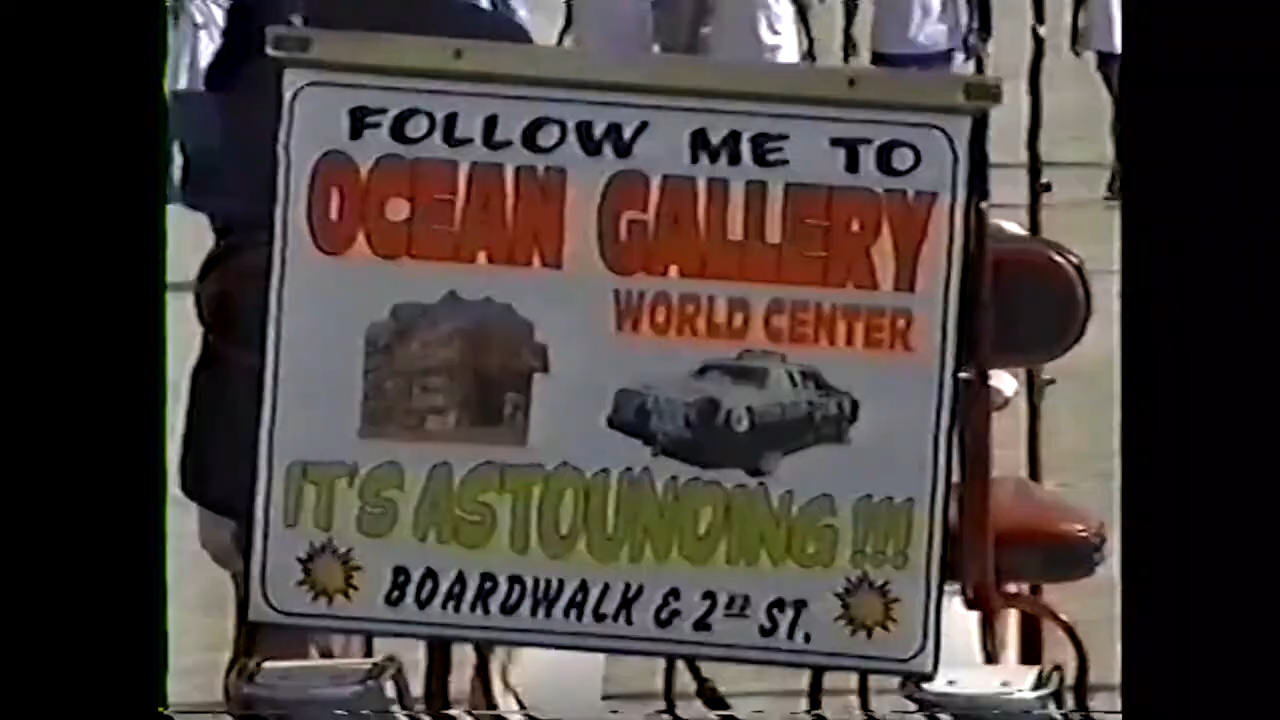 FOLLOW ME TO
OCEAN GALLERY
WORLD CENTER
IT'S ASTOUNDING !!!
BOARDWALK & 2ND ST.